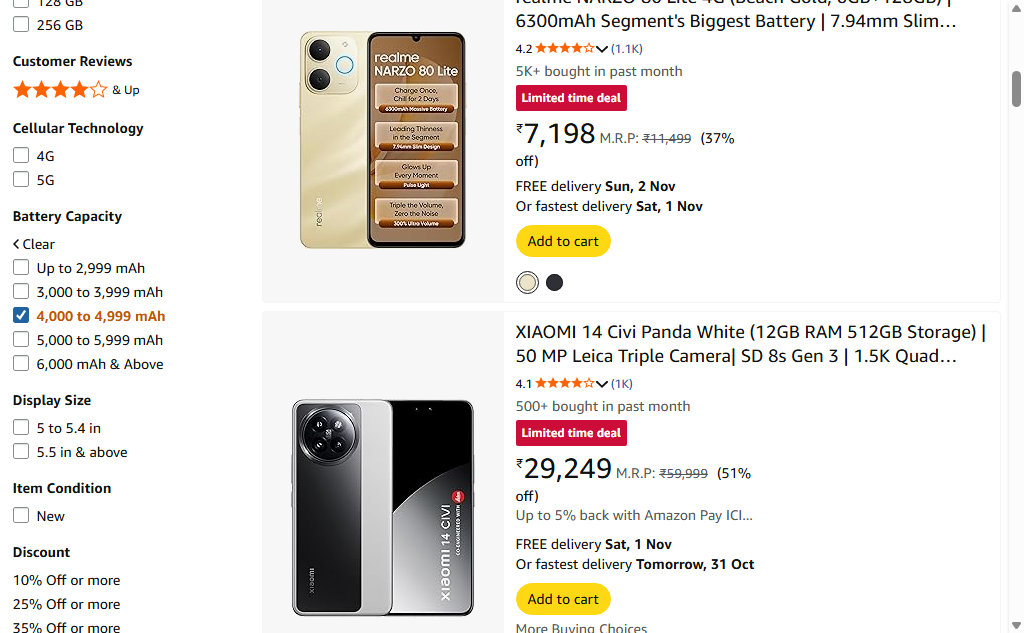 128 GB
256 GB
Customer Reviews
& Up
Cellular Technology
4G
5G
Battery Capacity
Clear
Up to 2,999 mAh
3,000 to 3,999 mAh
4,000 to 4,999 mAh
5,000 to 5,999 mAh
6,000 mAh & Above
Display Size
5 to 5.4 in
5.5 in & above
Item Condition
New
Discount
10% Off or more
25% Off or more
35% Off or more
realme NARZO 80 Lite 4G (Beach Gold, 6GB+128GB) |
6300mAh Segment's Biggest Battery | 7.94mm Slim…
4.2 (1.1K)
5K+ bought in past month
Limited time deal
₹7,198 M.R.P: ₹11,499 (37%
off)
FREE delivery Sun, 2 Nov
Or fastest delivery Sat, 1 Nov
Add to cart
realme
NARZO 80 Lite
Charge Once,
Chill for 2 Days
6300mAh Massive Battery
Leading Thinness
in the Segment
7.94mm Slim Design
Glows Up
Every Moment
Pulse Light
Triple the Volume,
Zero the Noise
300% Ultra Volume
realme
XIAOMI 14 Civi Panda White (12GB RAM 512GB Storage) |
50 MP Leica Triple Camera| SD 8s Gen 3 | 1.5K Quad…
4.1 (1K)
500+ bought in past month
Limited time deal
₹29,249 M.R.P: ₹59,999 (51%
off)
Up to 5% back with Amazon Pay ICI…
FREE delivery Sat, 1 Nov
Or fastest delivery Tomorrow, 31 Oct
Add to cart
More Buying Choices
xiaomi
XIAOMI 14 CIVI
CO-ENGINEERED WITH